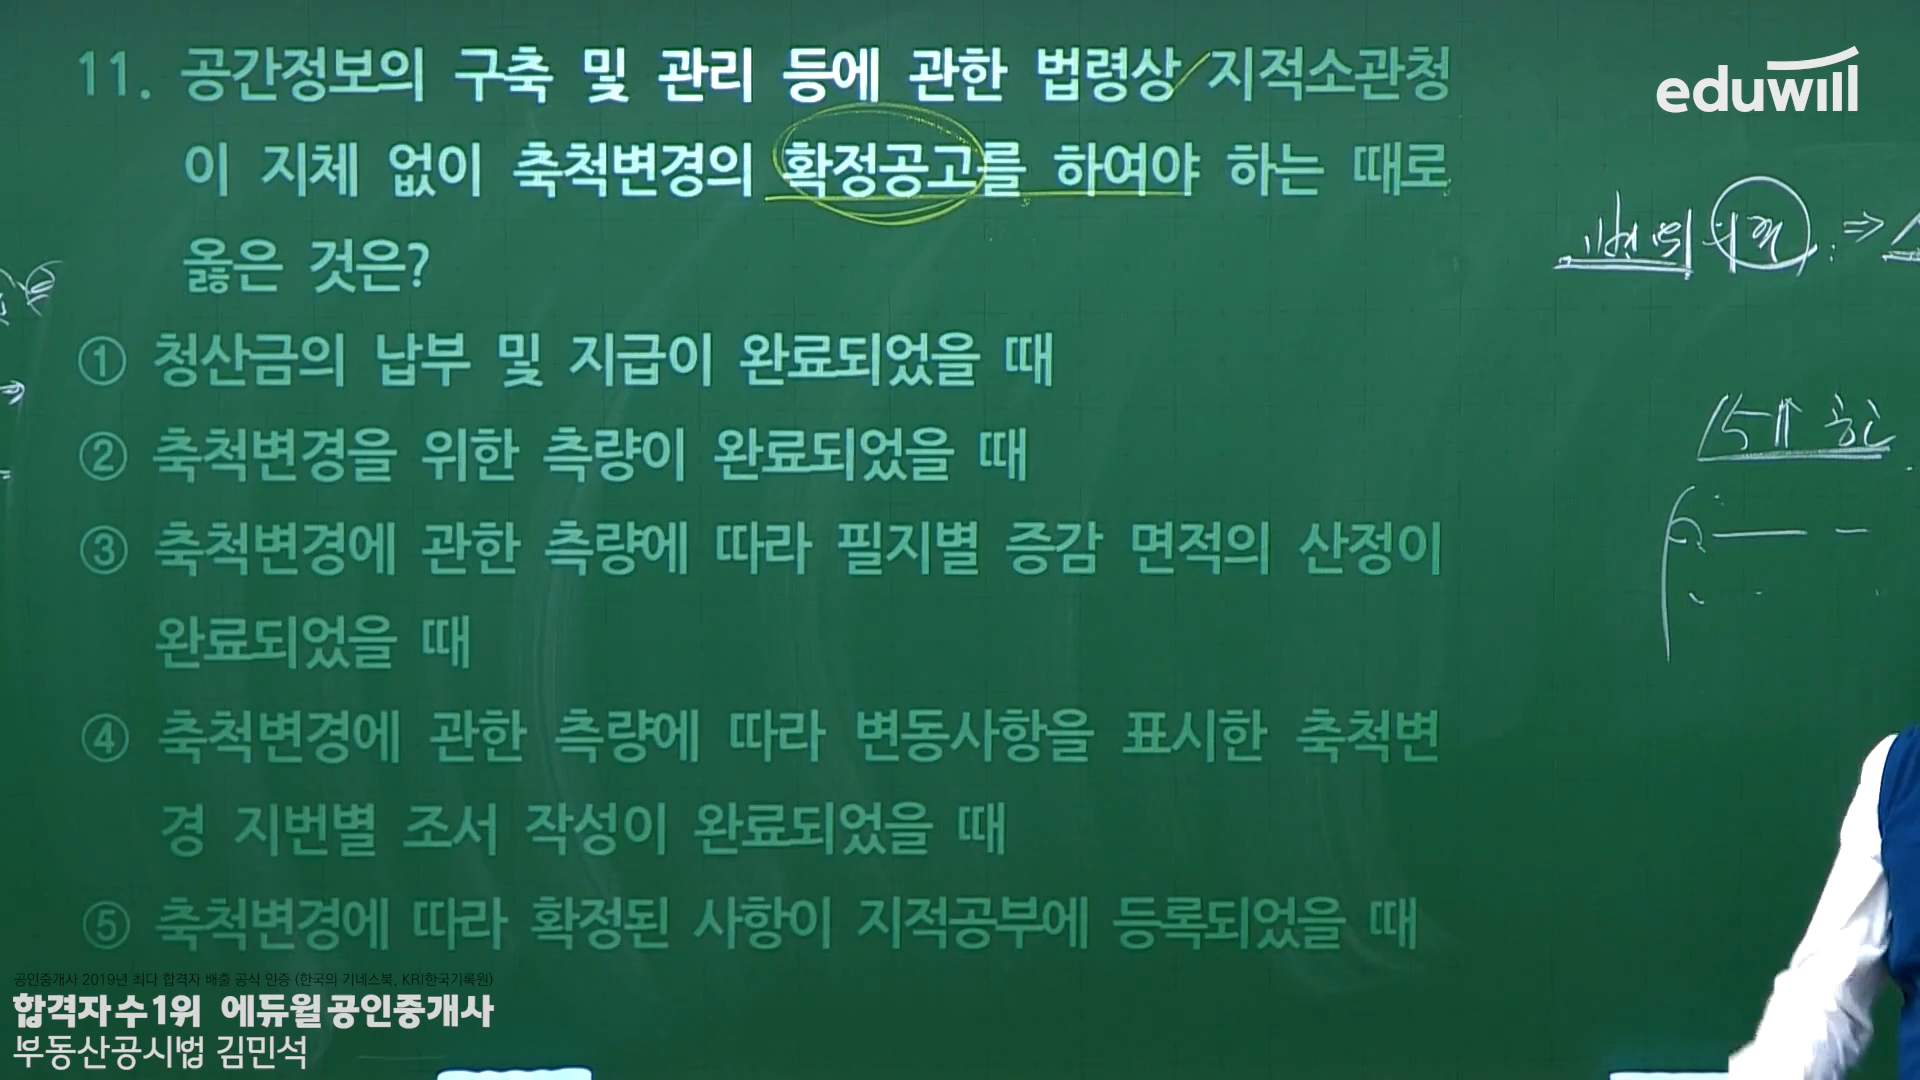 11. 공간정보의 구축 및 관리 등에 관한 법령상 지적소관청
이 지체 없이 축척변경의 확정공고를 하여야 하는 때로
옳은 것은?
① 청산금의 납부 및 지급이 완료되었을 때
② 축척변경을 위한 측량이 완료되었을 때
③ 축척변경에 관한 측량에 따라 필지별 증감 면적의 산정이
완료되었을 때
④ 축척변경에 관한 측량에 따라 변동사항을 표시한 축척변
경 지번별 조서 작성이 완료되었을 때
⑤ 축척변경에 따라 확정된 사항이 지적공부에 등록되었을 때
eduwill
공인중개사 2019년 최다 합격자 배출 공식 인증 (한국의 기네스북, KRI한국기록원)
합격자수1위 에듀윌공인중개사
부동산공시법 김민석